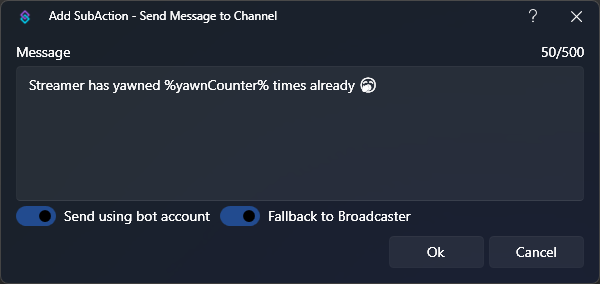 Add SubAction - Send Message to Channel
Message 50/500
Streamer has yawned %yawnCounter% times already 🥱
Send using bot account Fallback to Broadcaster
Ok Cancel